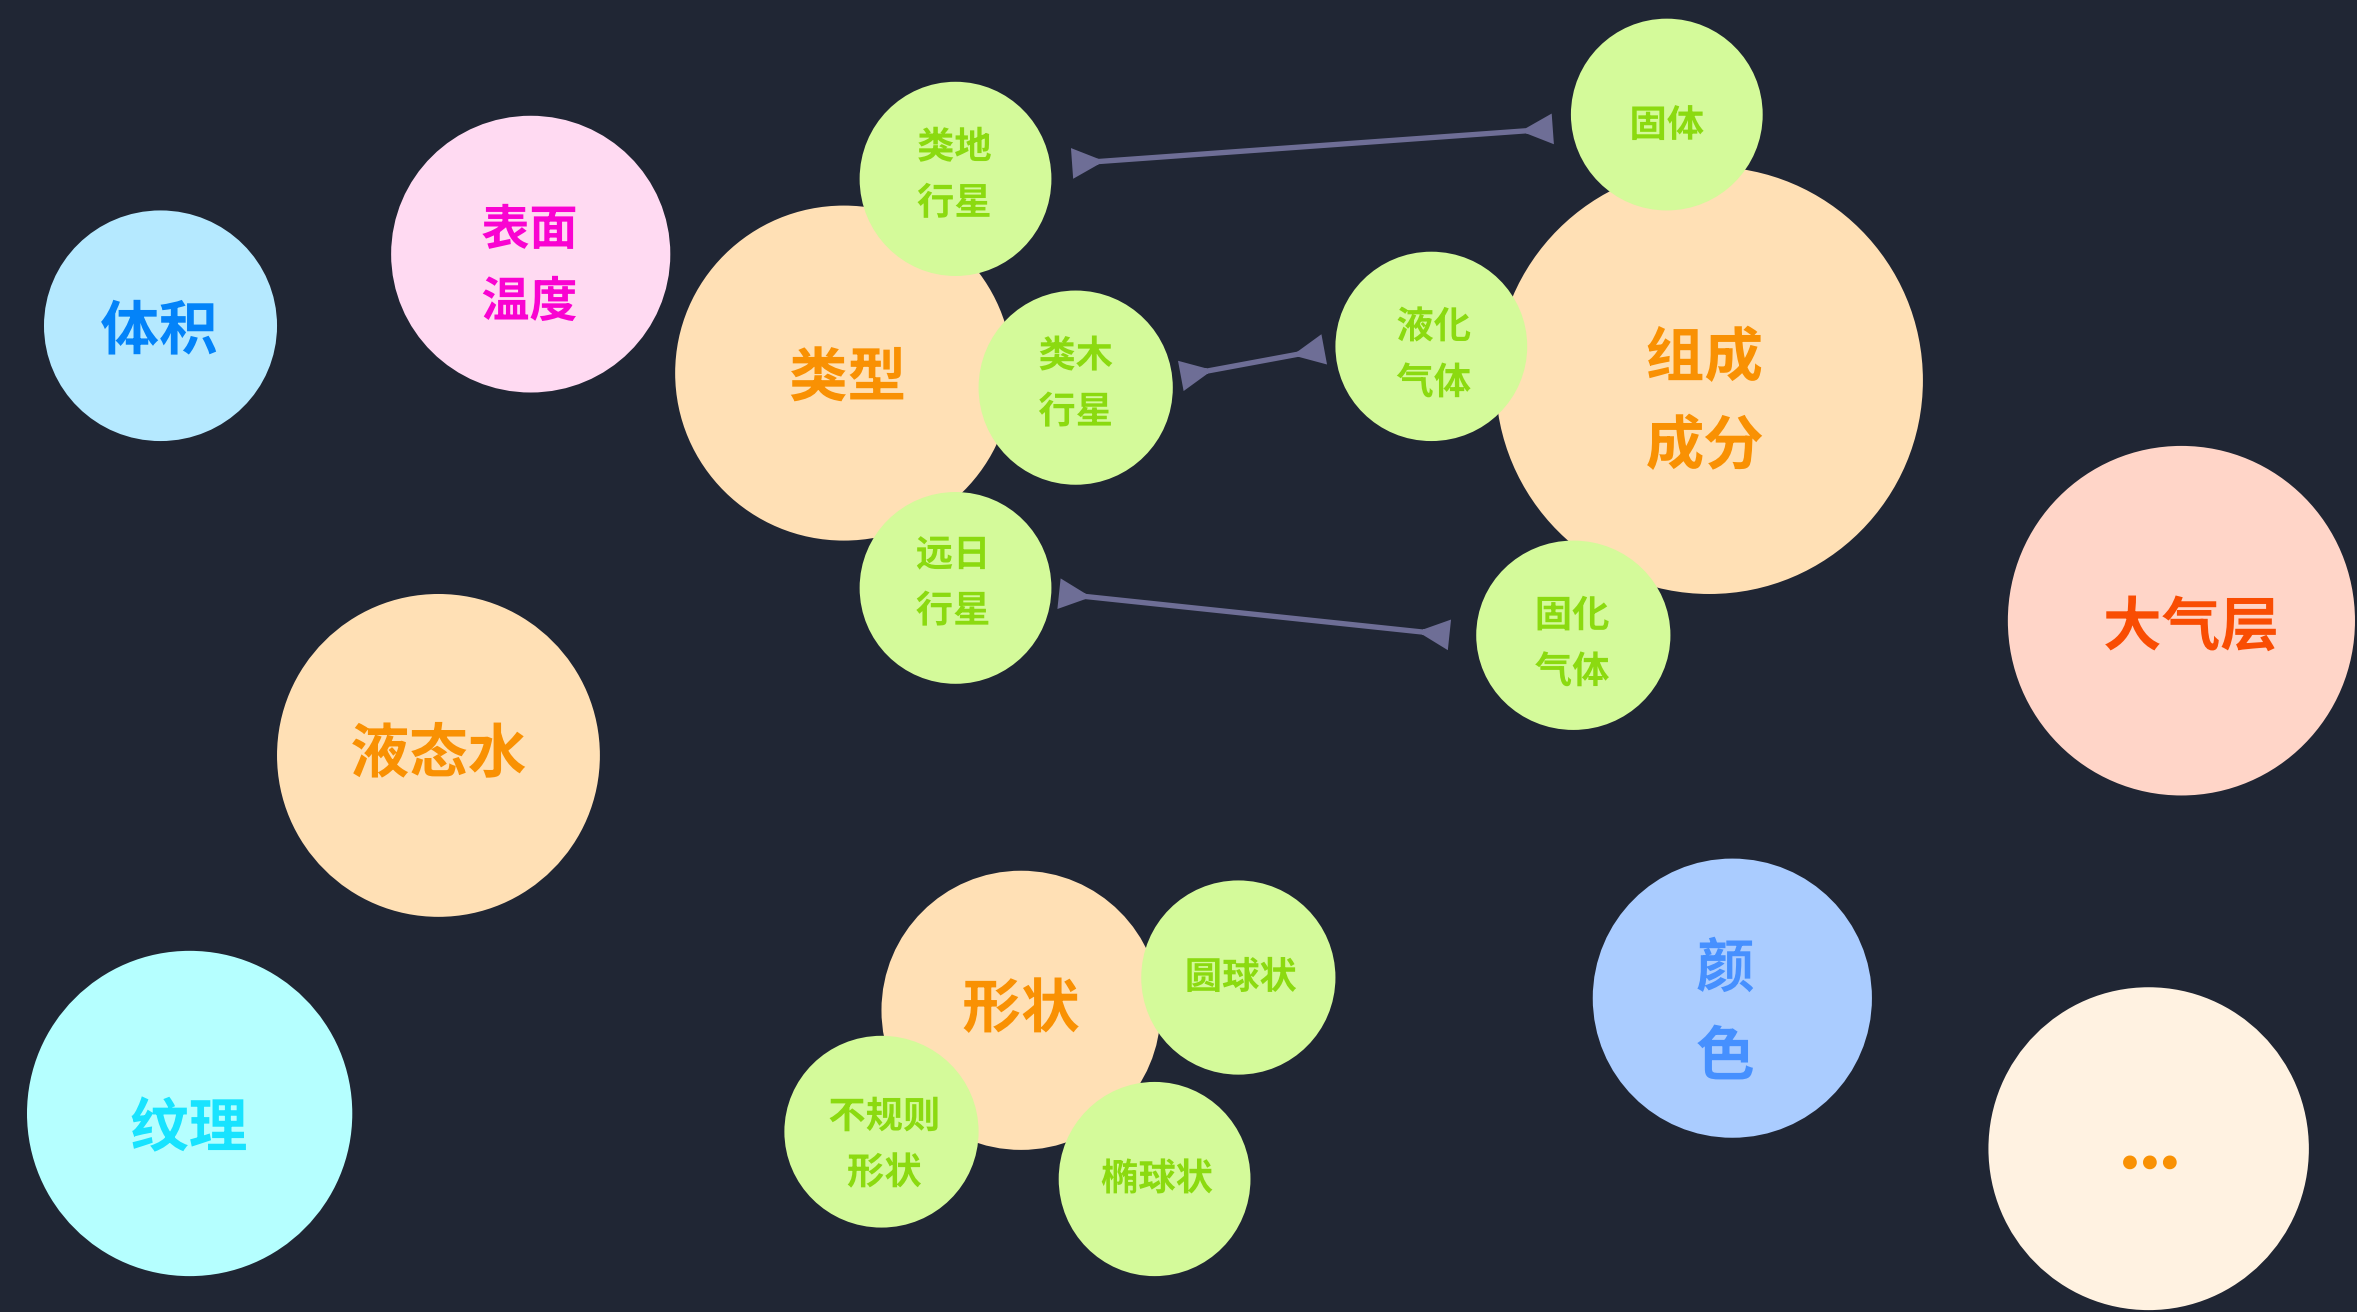 体积
表面
温度
类型
类地
行星
类木
行星
远日
行星
固体
液化
气体
固化
气体
组成
成分
大气层
液态水
纹理
形状
圆球状
不规则
形状
椭球状
颜
色
...